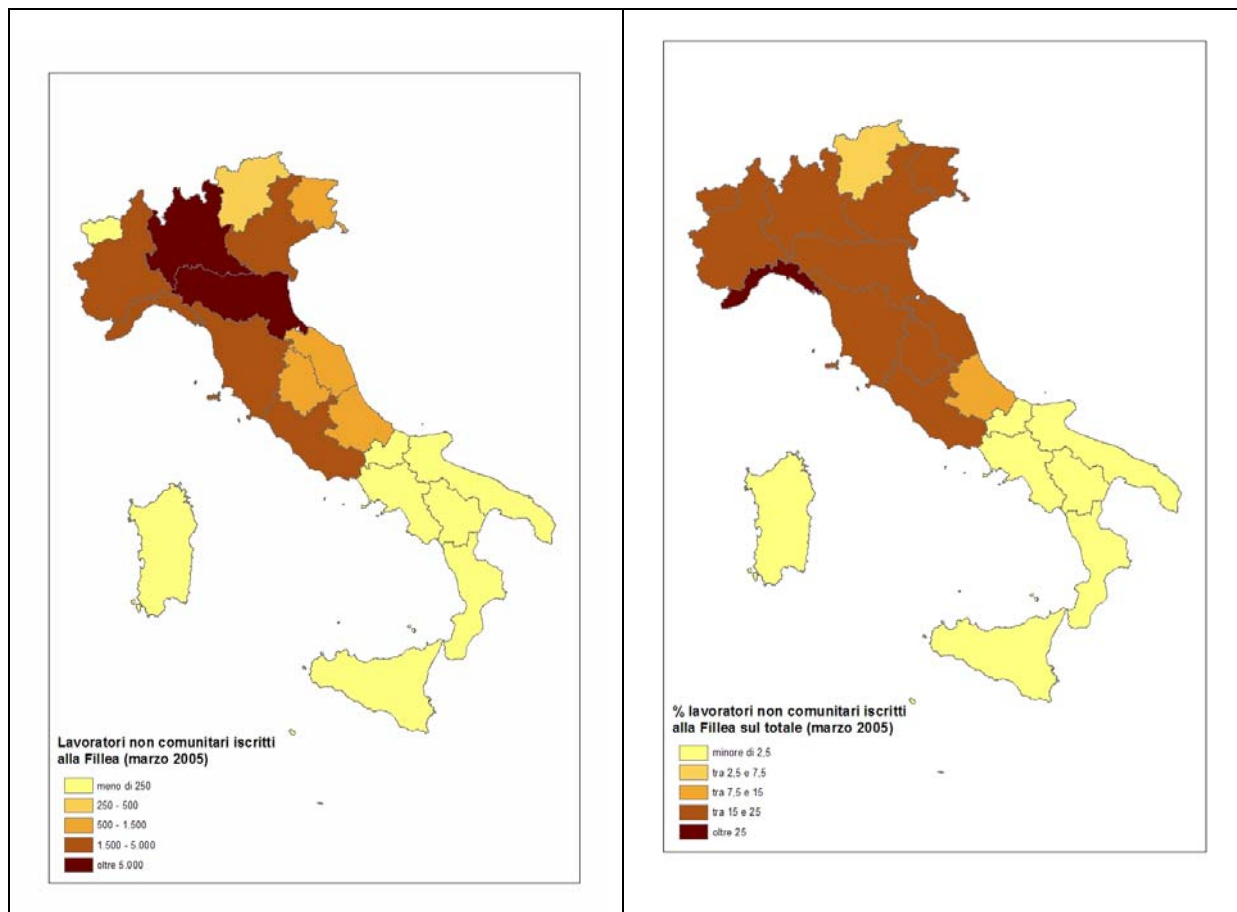 Lavoratori non comunitari iscritti
alla Fillea (marzo 2005)
meno di 250
250 - 500
500 - 1.500
1.500 - 5.000
oltre 5.000
% lavoratori non comunitari iscritti
alla Fillea sul totale (marzo 2005)
minore di 2,5
tra 2,5 e 7,5
tra 7,5 e 15
tra 15 e 25
oltre 25